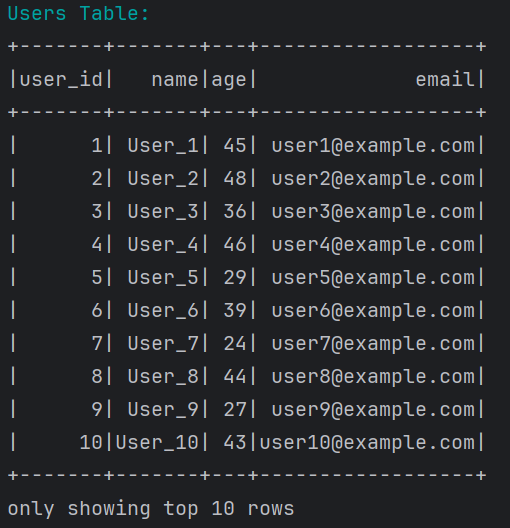 Users Table:
+-------+-------+---+------------------+
|user_id|   name|age|             email|
+-------+-------+---+------------------+
|      1| User_1| 45| user1@example.com|
|      2| User_2| 48| user2@example.com|
|      3| User_3| 36| user3@example.com|
|      4| User_4| 46| user4@example.com|
|      5| User_5| 29| user5@example.com|
|      6| User_6| 39| user6@example.com|
|      7| User_7| 24| user7@example.com|
|      8| User_8| 44| user8@example.com|
|      9| User_9| 27| user9@example.com|
|     10|User_10| 43|user10@example.com|
+-------+-------+---+------------------+
only showing top 10 rows